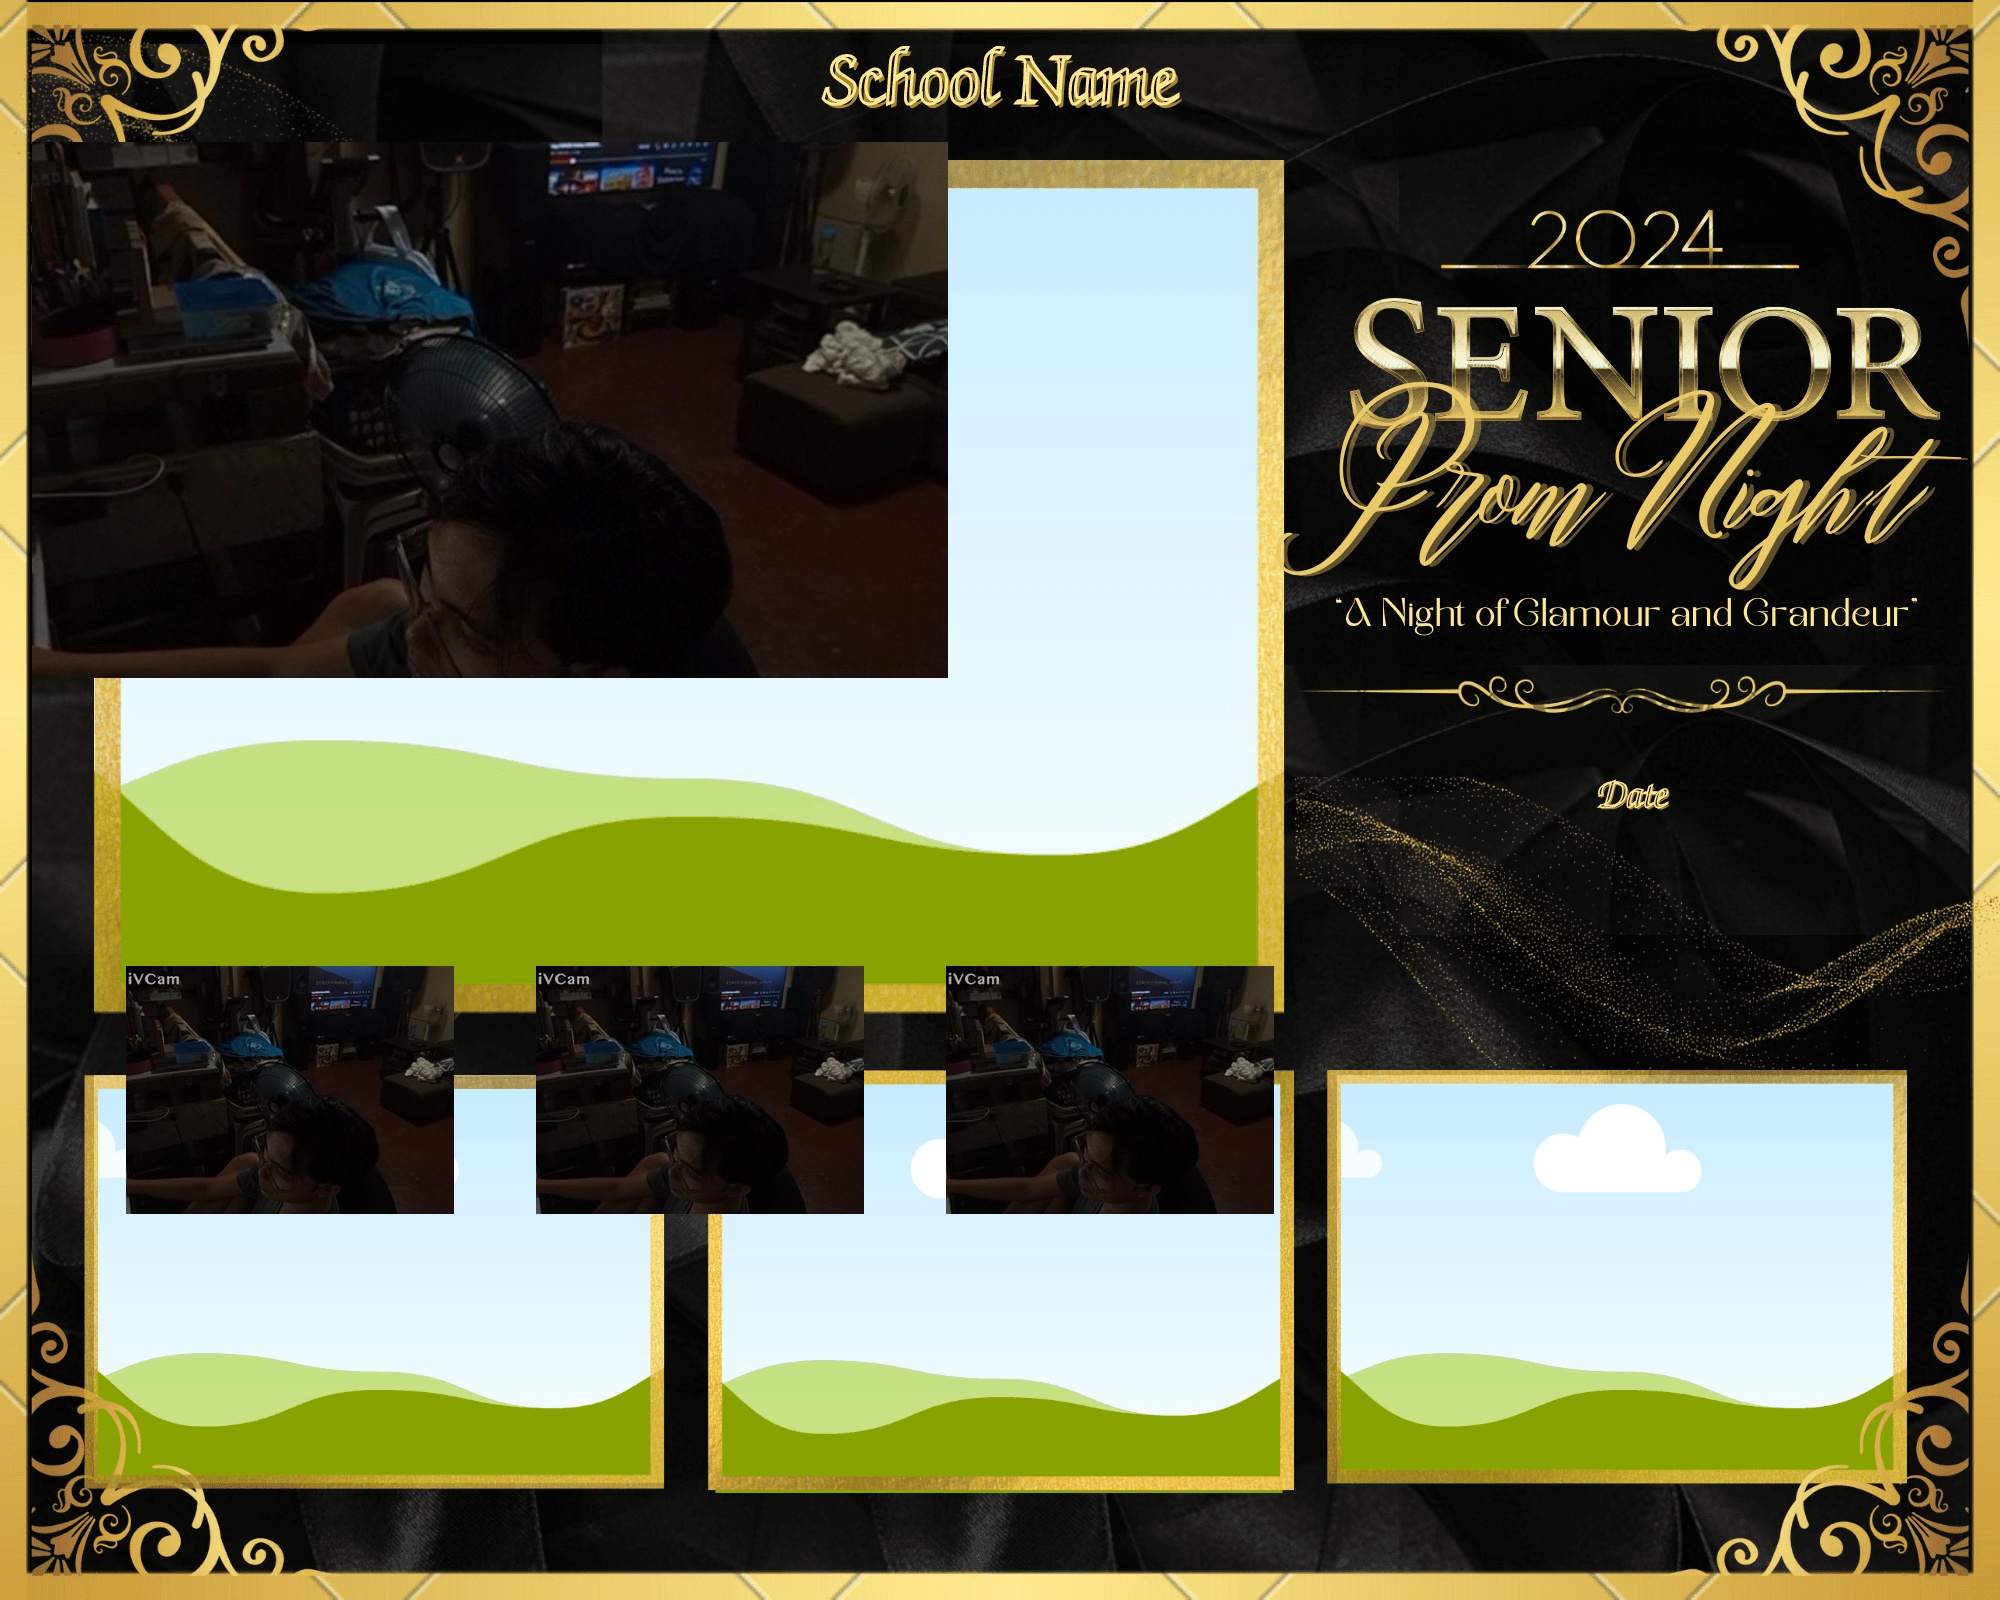 School Name
2024
SENIOR
Prom Night
"A Night of Glamour and Grandeur"
Date
iVCam
iVCam
iVCam